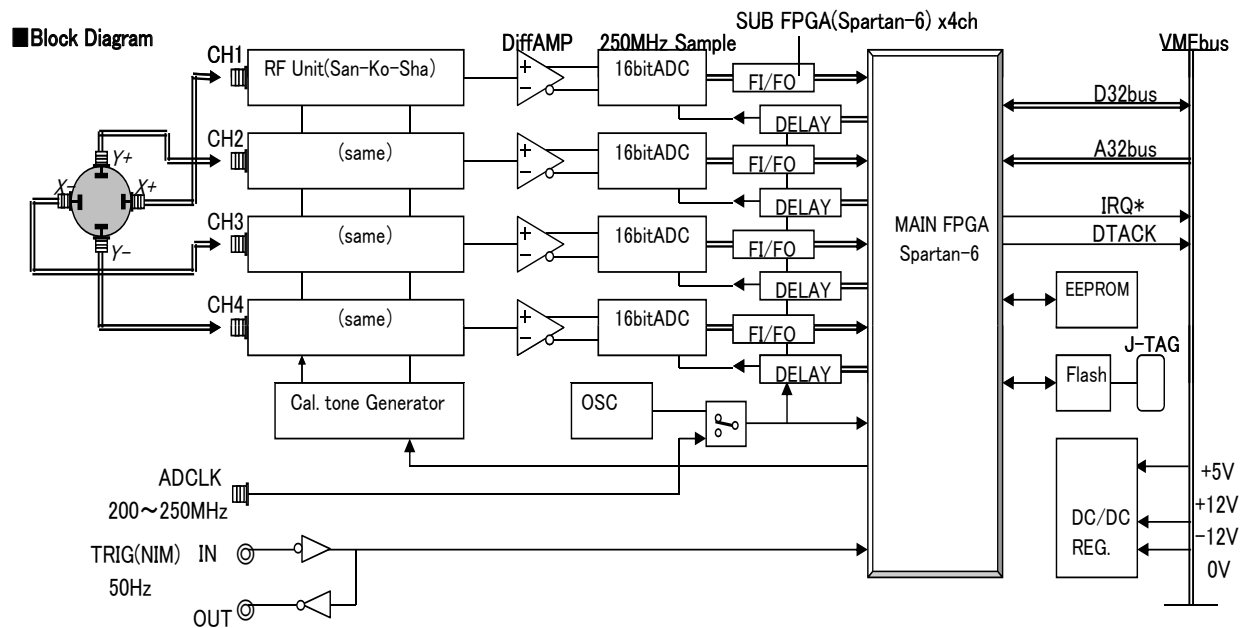 SUB FPGA(Spartan-6) x4ch
■Block Diagram
DiffAMP
250MHz Sample
VMEbus
CH1
RF Unit(San-Ko-Sha)
+
−
16bitADC
FI/FO
DELAY
D32bus
CH2
(same)
+
−
16bitADC
FI/FO
DELAY
A32bus
Y+
X-
X+
Y-
CH3
(same)
+
−
16bitADC
FI/FO
DELAY
MAIN FPGA
Spartan-6
IRQ*
DTACK
CH4
(same)
+
−
16bitADC
FI/FO
DELAY
EEPROM
J-TAG
Flash
Cal. tone Generator
OSC
ADCLK
200～250MHz
DC/DC
REG.
+5V
+12V
−12V
0V
TRIG(NIM) IN
50Hz
OUT